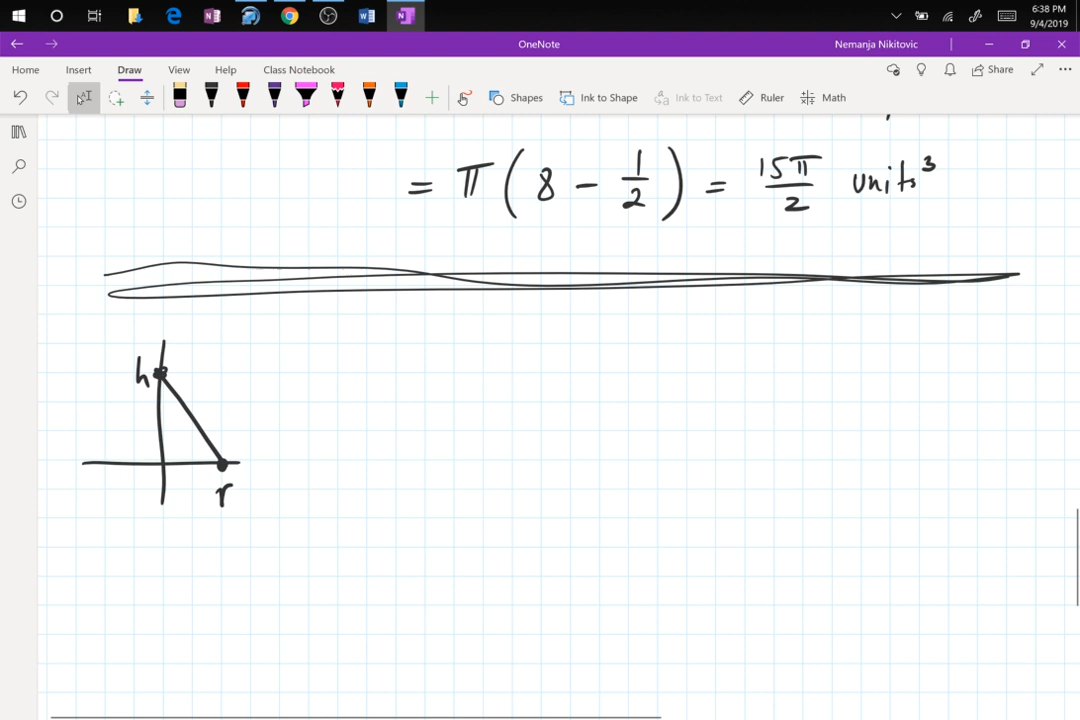 6:38 PM
9/4/2019
OneNote
Nemanja Nikitovic
Home Insert Draw View Help Class Notebook Share
Shapes Ink to Shape Ink to Text Ruler Math
= π ( 8 - 1/2 ) = 15π/2 units³
h
r